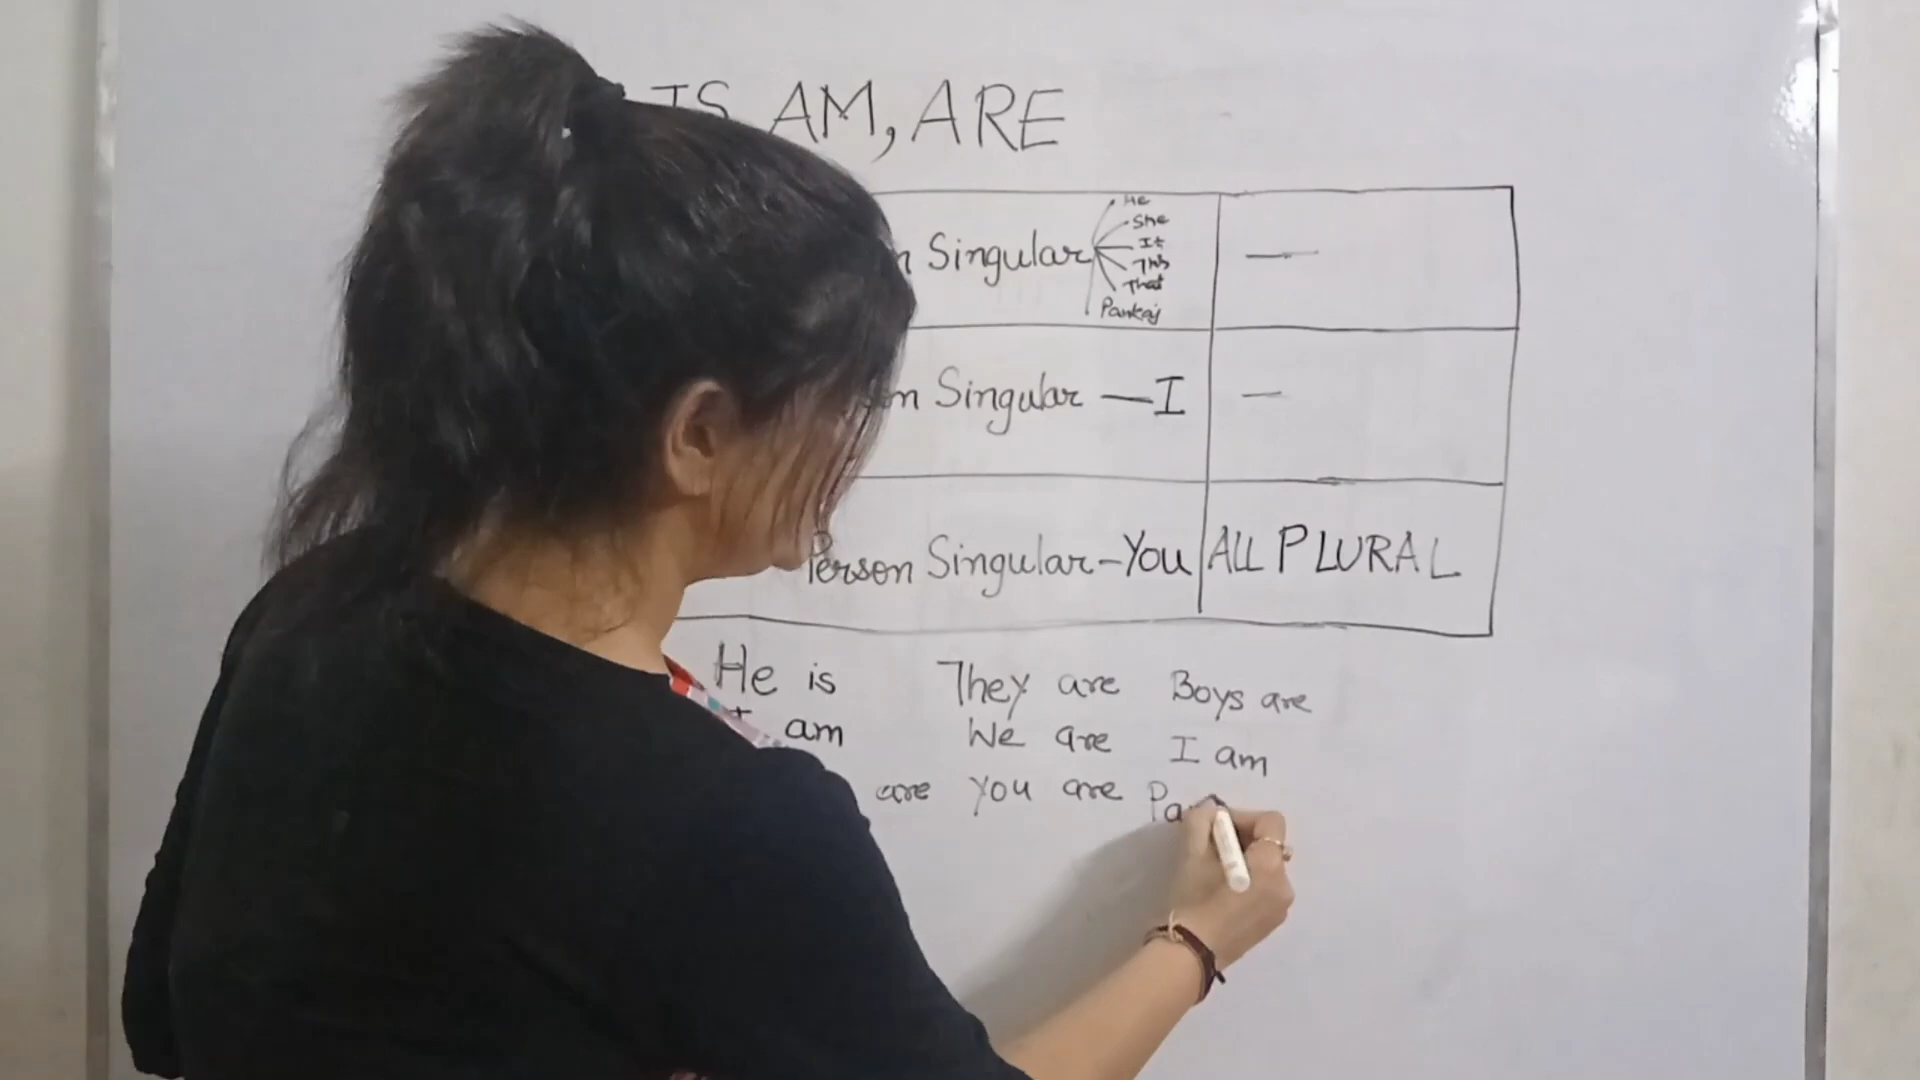 IS AM, ARE
Singular
He
She
It
This
That
Pankaj
Singular — I
Person Singular - You
ALL PLURAL
He is They are Boys are
am We are I am
are You are